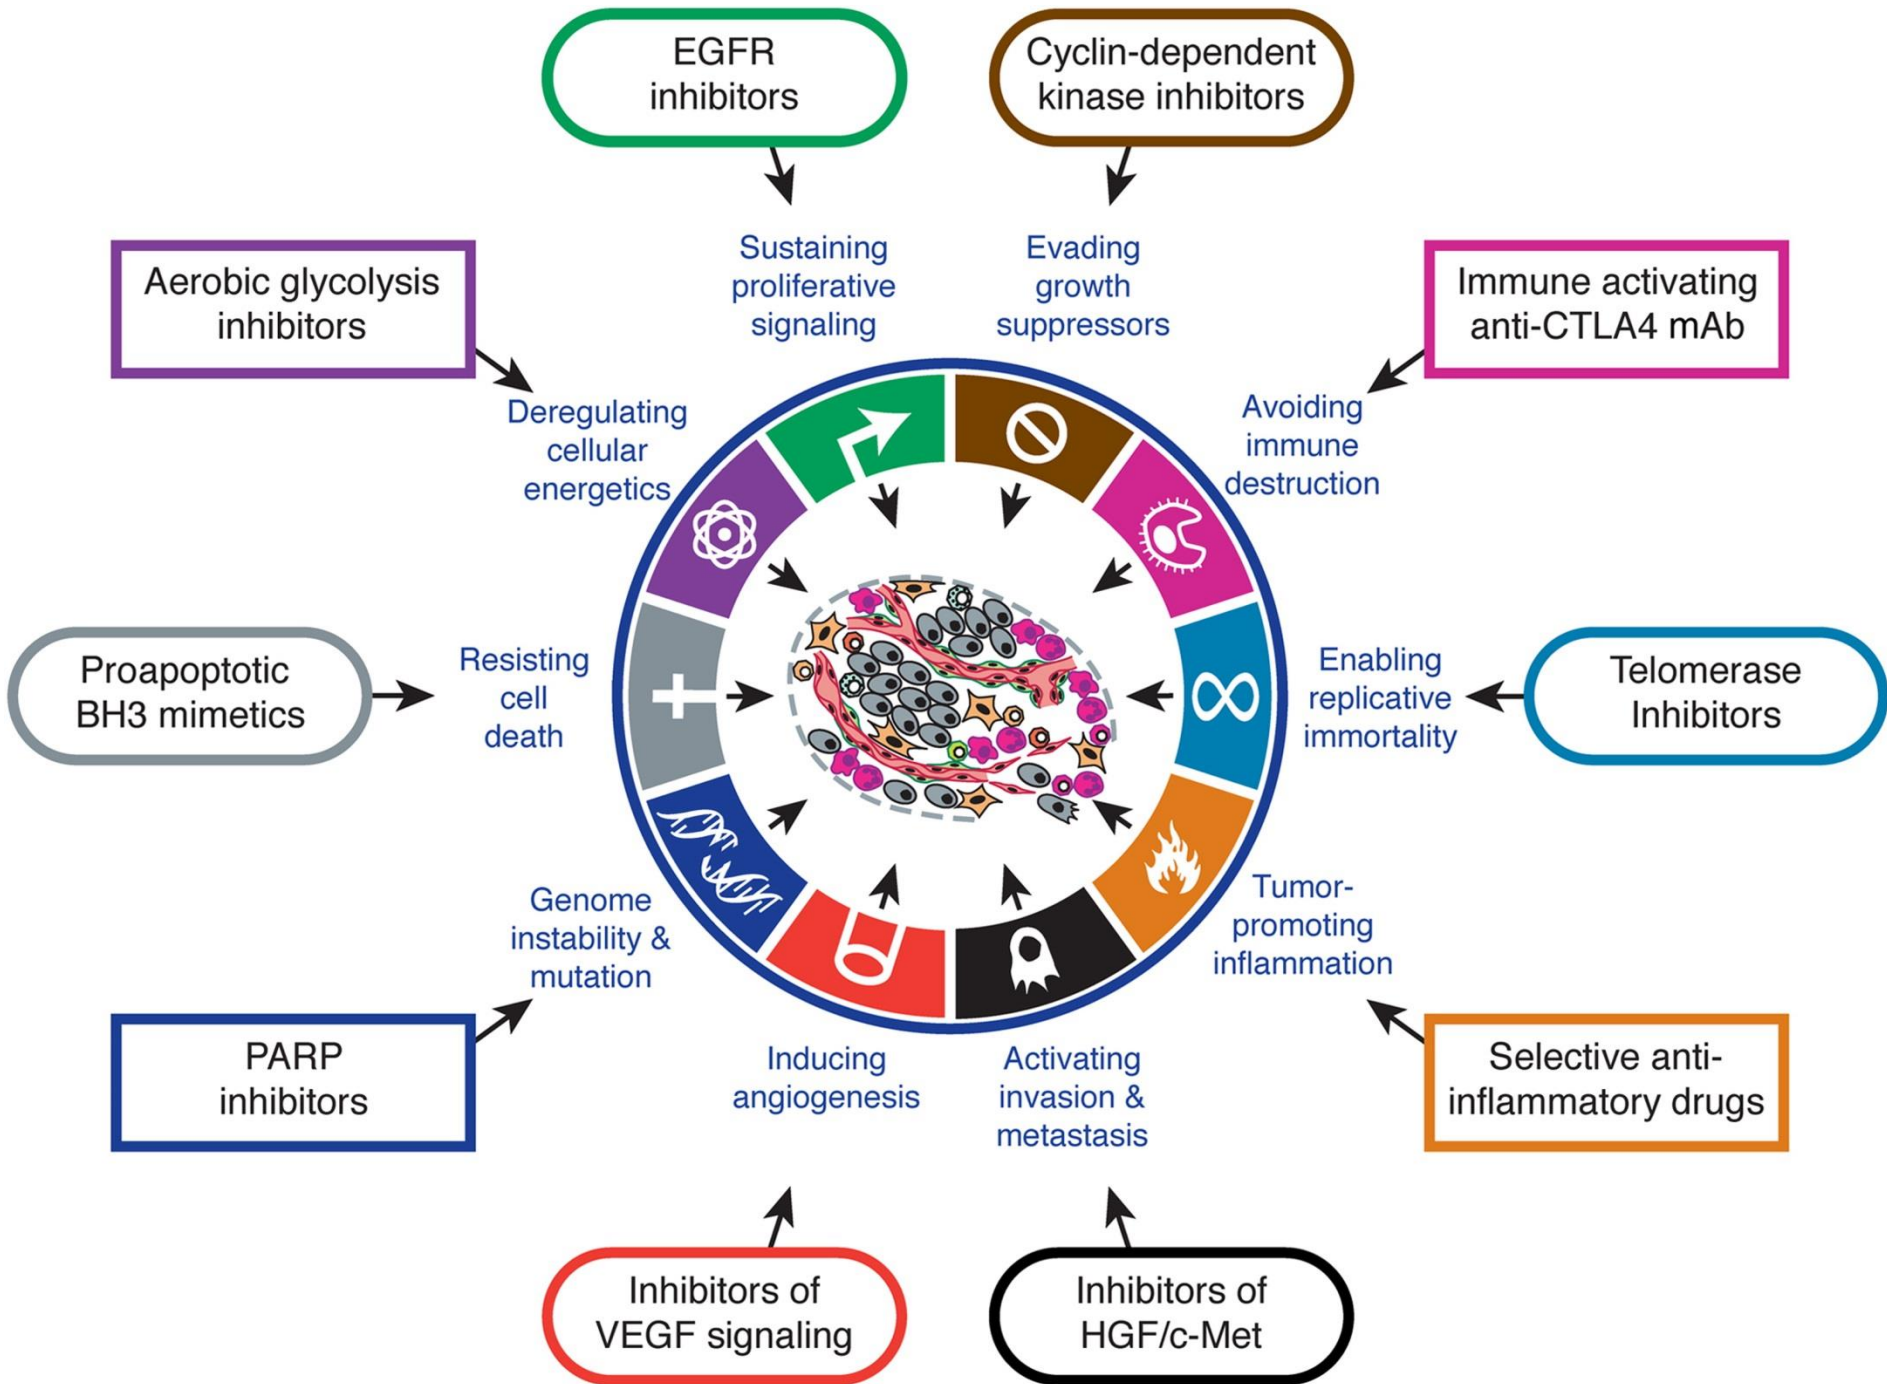 EGFR
inhibitors
Cyclin-dependent
kinase inhibitors
Sustaining
proliferative
signaling
Evading
growth
suppressors
Aerobic glycolysis
inhibitors
Immune activating
anti-CTLA4 mAb
Deregulating
cellular
energetics
Avoiding
immune
destruction
Proapoptotic
BH3 mimetics
Resisting
cell
death
Enabling
replicative
immortality
Telomerase
Inhibitors
Genome
instability &
mutation
Tumor-
promoting
inflammation
PARP
inhibitors
Inducing
angiogenesis
Activating
invasion &
metastasis
Selective anti-
inflammatory drugs
Inhibitors of
VEGF signaling
Inhibitors of
HGF/c-Met